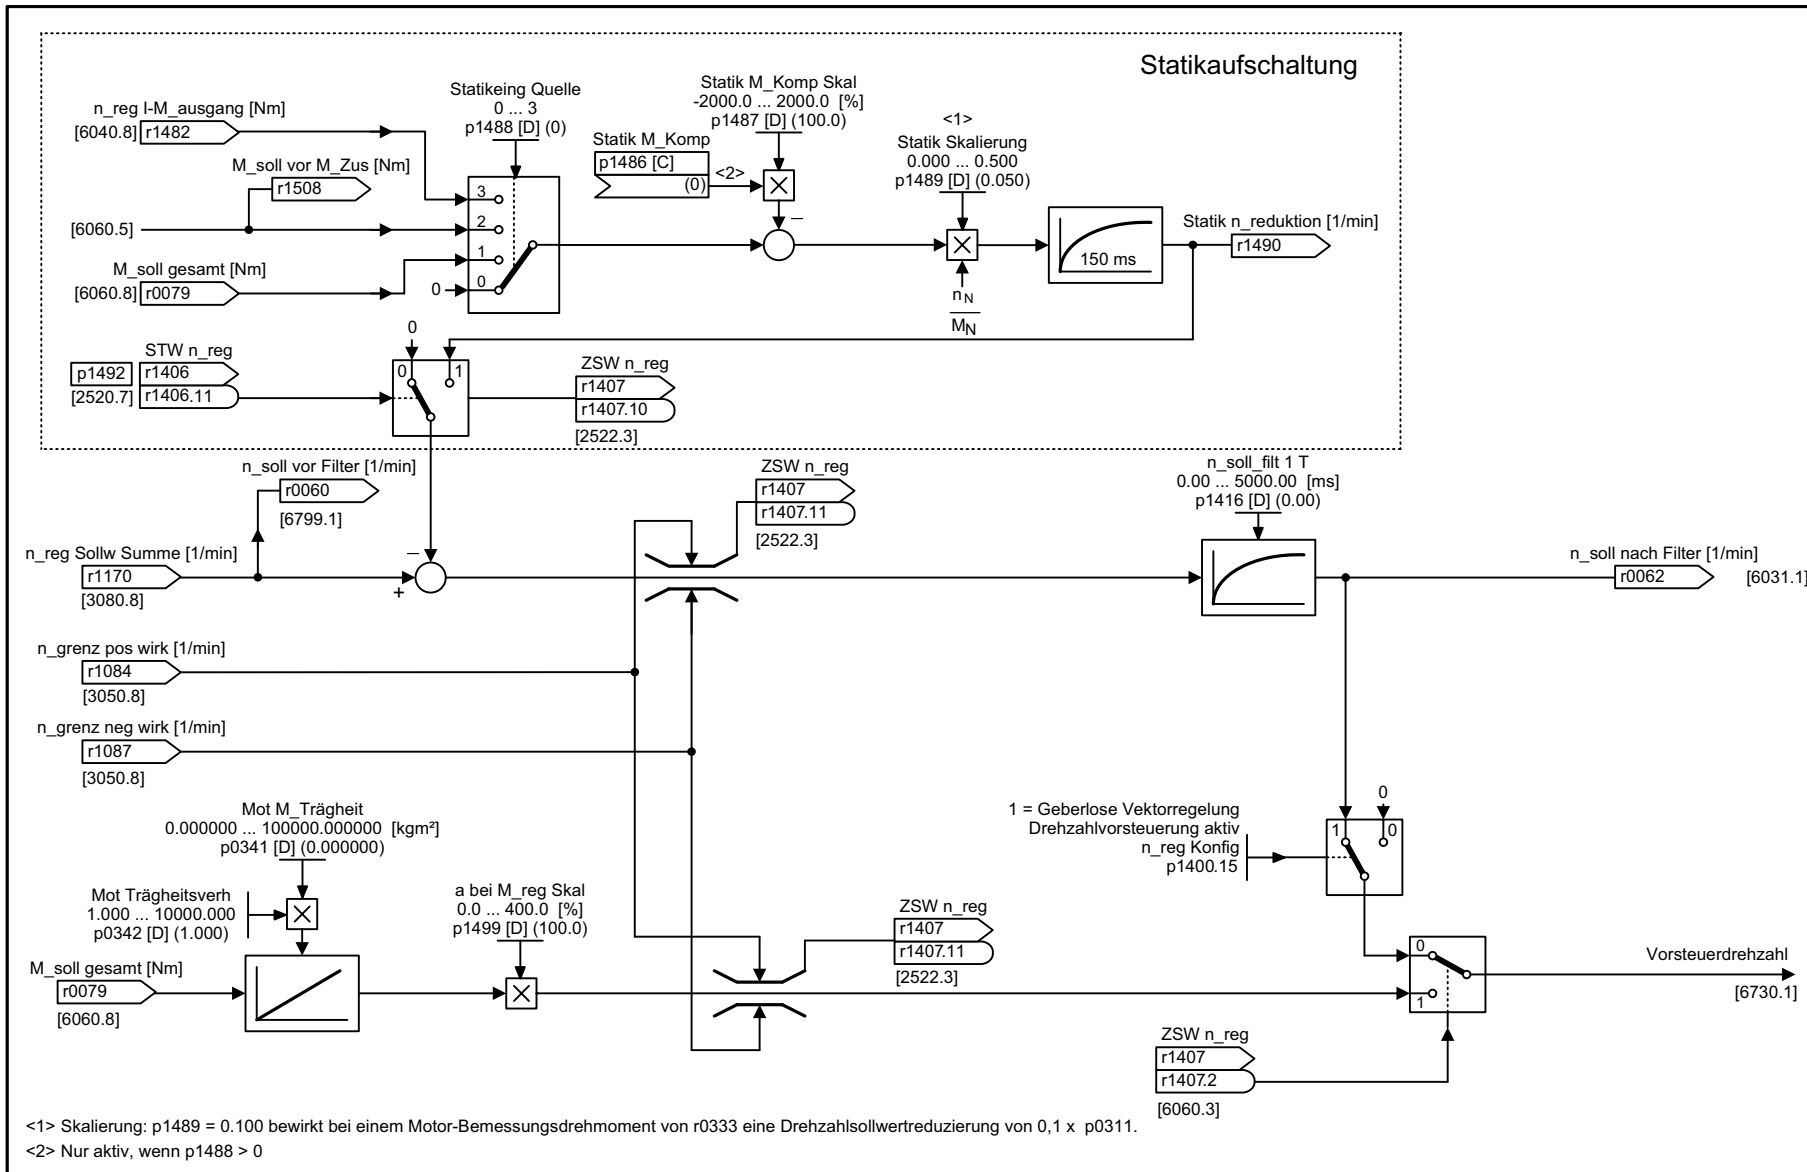 Statikaufschaltung
n_reg I-M_ausgang [Nm]
[6040.8]
r1482
M_soll vor M_Zus [Nm]
r1508
[6060.5]
M_soll gesamt [Nm]
[6060.8]
r0079
Statikeing Quelle
0 ... 3
p1488 [D] (0)
3
2
1
0
0
Statik M_Komp Skal
-2000.0 ... 2000.0 [%]
p1487 [D] (100.0)
Statik M_Komp
p1486 [C]
(0)
<2>
–
<1>
Statik Skalierung
0.000 ... 0.500
p1489 [D] (0.050)
n N
M N
150 ms
Statik n_reduktion [1/min]
r1490
STW n_reg
p1492
[2520.7]
r1406
r1406.11
0
0
1
ZSW n_reg
r1407
r1407.10
[2522.3]
n_soll vor Filter [1/min]
r0060
[6799.1]
n_reg Sollw Summe [1/min]
r1170
[3080.8]
–
+
ZSW n_reg
r1407
r1407.11
[2522.3]
n_soll_filt 1 T
0.00 ... 5000.00 [ms]
p1416 [D] (0.00)
n_soll nach Filter [1/min]
r0062
[6031.1]
n_grenz pos wirk [1/min]
r1084
[3050.8]
n_grenz neg wirk [1/min]
r1087
[3050.8]
Mot M_Trägheit
0.000000 ... 100000.000000 [kgm²]
p0341 [D] (0.000000)
Mot Trägheitsverh
1.000 ... 10000.000
p0342 [D] (1.000)
M_soll gesamt [Nm]
r0079
[6060.8]
a bei M_reg Skal
0.0 ... 400.0 [%]
p1499 [D] (100.0)
ZSW n_reg
r1407
r1407.11
[2522.3]
1 = Geberlose Vektorregelung
Drehzahlvorsteuerung aktiv
n_reg Konfig
p1400.15
0
1
0
0
1
Vorsteuerdrehzahl
[6730.1]
ZSW n_reg
r1407
r1407.2
[6060.3]
<1> Skalierung: p1489 = 0.100 bewirkt bei einem Motor-Bemessungsdrehmoment von r0333 eine Drehzahlsollwertreduzierung von 0,1 x p0311.
<2> Nur aktiv, wenn p1488 > 0